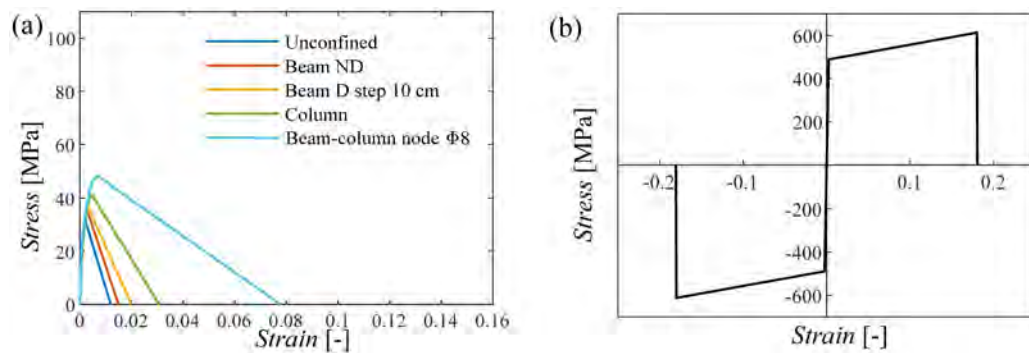 (a)
Stress [MPa]
100
80
60
40
20
0
0
0.02
0.04
0.06
0.08
0.1
0.12
0.14
0.16
Strain [-]
Unconfined
Beam ND
Beam D step 10 cm
Column
Beam-column node Φ8
(b)
Stress [MPa]
600
400
200
-0.2
-0.1
0.1
0.2
-200
-400
-600
Strain [-]